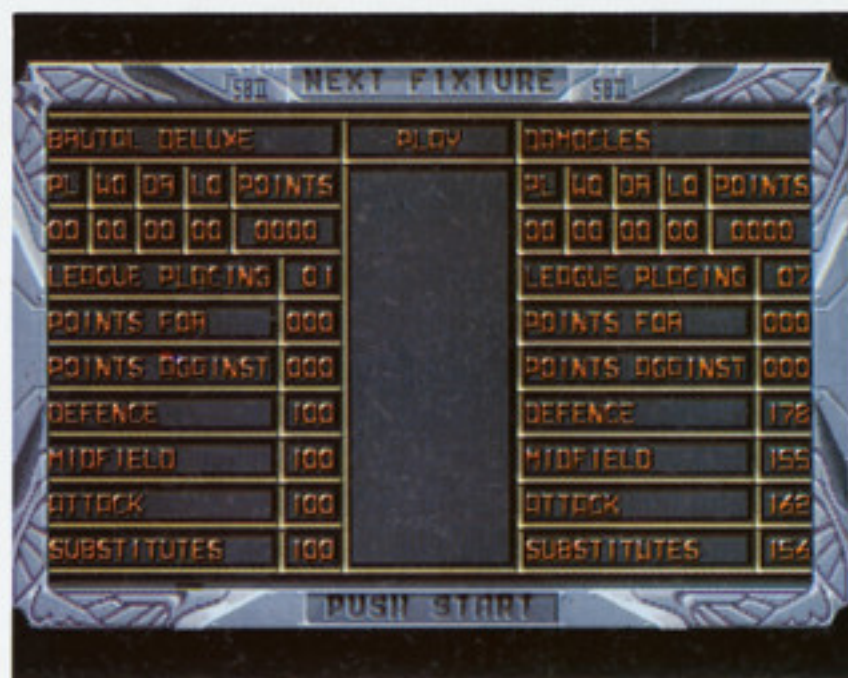 SBII NEXT FIXTURE SBII
BRUTAL DELUXE PLAY DAMOCLES
PL WO DR LO POINTS PL WO DR LO POINTS
00 00 00 00 0000 00 00 00 00 0000
LEAGUE PLACING 01 LEAGUE PLACING 07
POINTS FOR 000 POINTS FOR 000
POINTS AGAINST 000 POINTS AGAINST 000
DEFENCE 100 DEFENCE 178
MIDFIELD 100 MIDFIELD 155
ATTACK 100 ATTACK 162
SUBSTITUTES 100 SUBSTITUTES 154
PUSH START